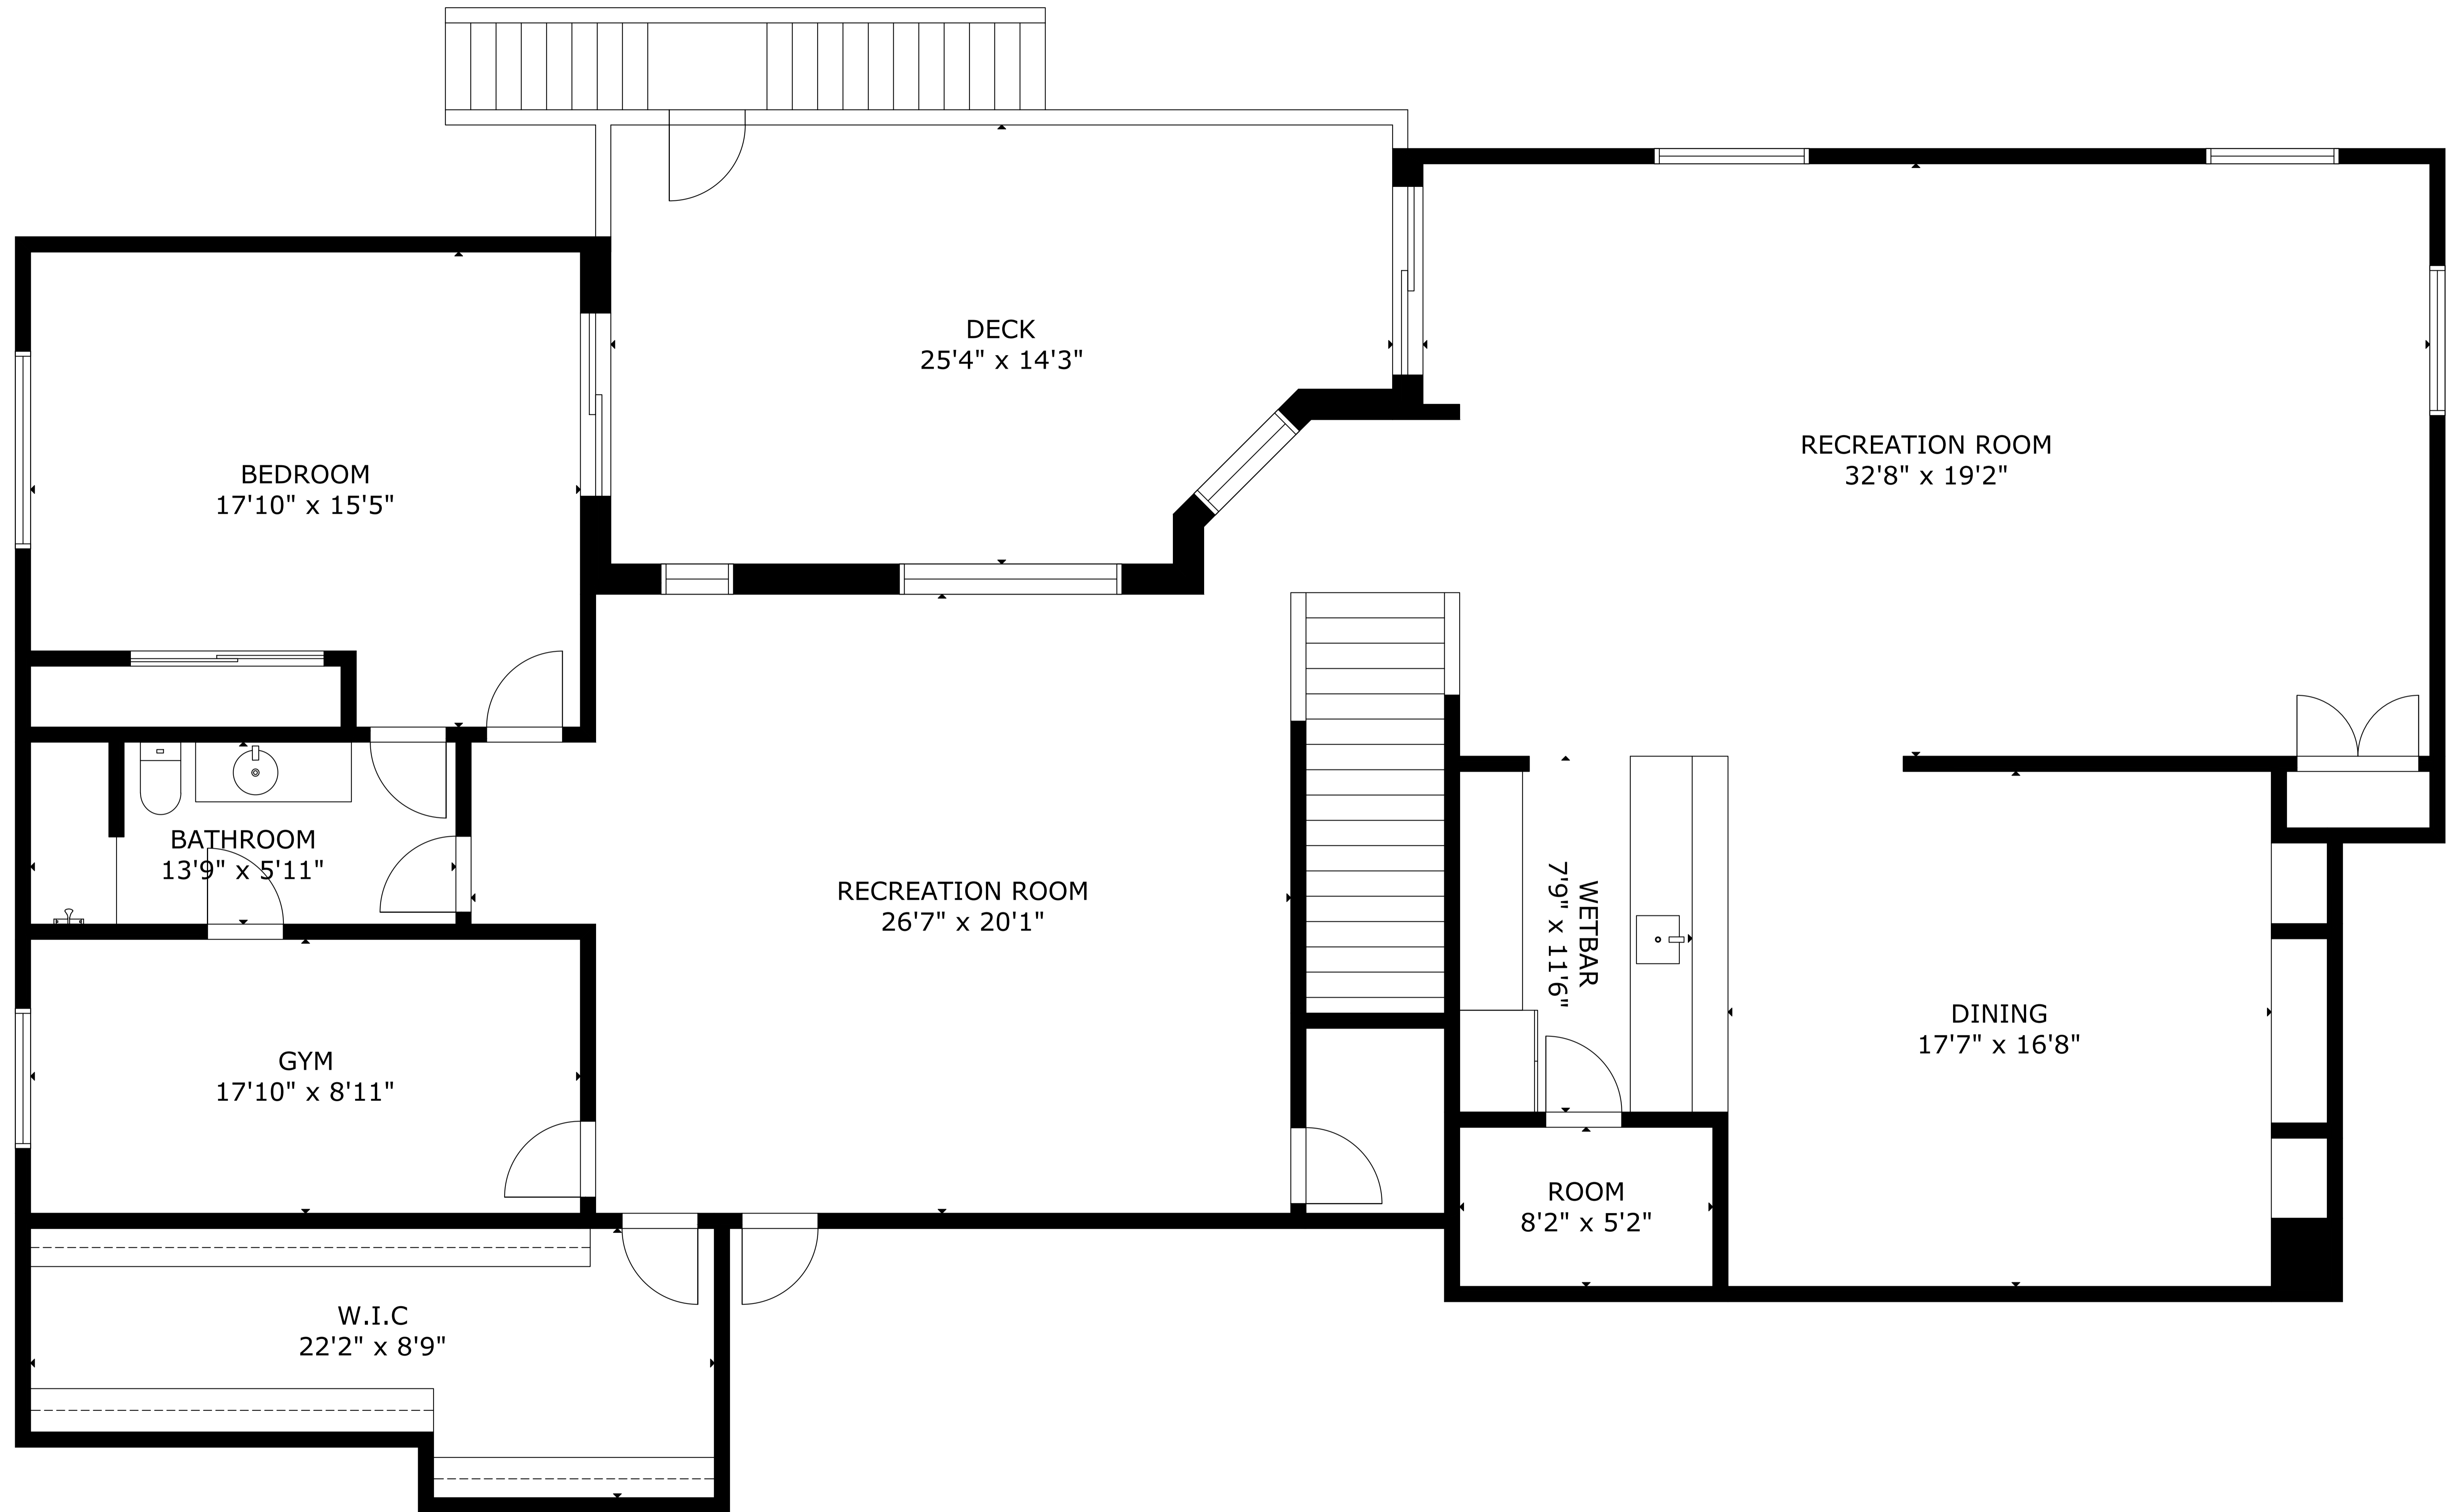 DECK
25'4" x 14'3"
RECREATION ROOM
32'8" x 19'2"
BEDROOM
17'10" x 15'5"
BATHROOM
13'9" x 5'11"
RECREATION ROOM
26'7" x 20'1"
WETBAR
7'9" x 11'6"
DINING
17'7" x 16'8"
GYM
17'10" x 8'11"
ROOM
8'2" x 5'2"
W.I.C
22'2" x 8'9"